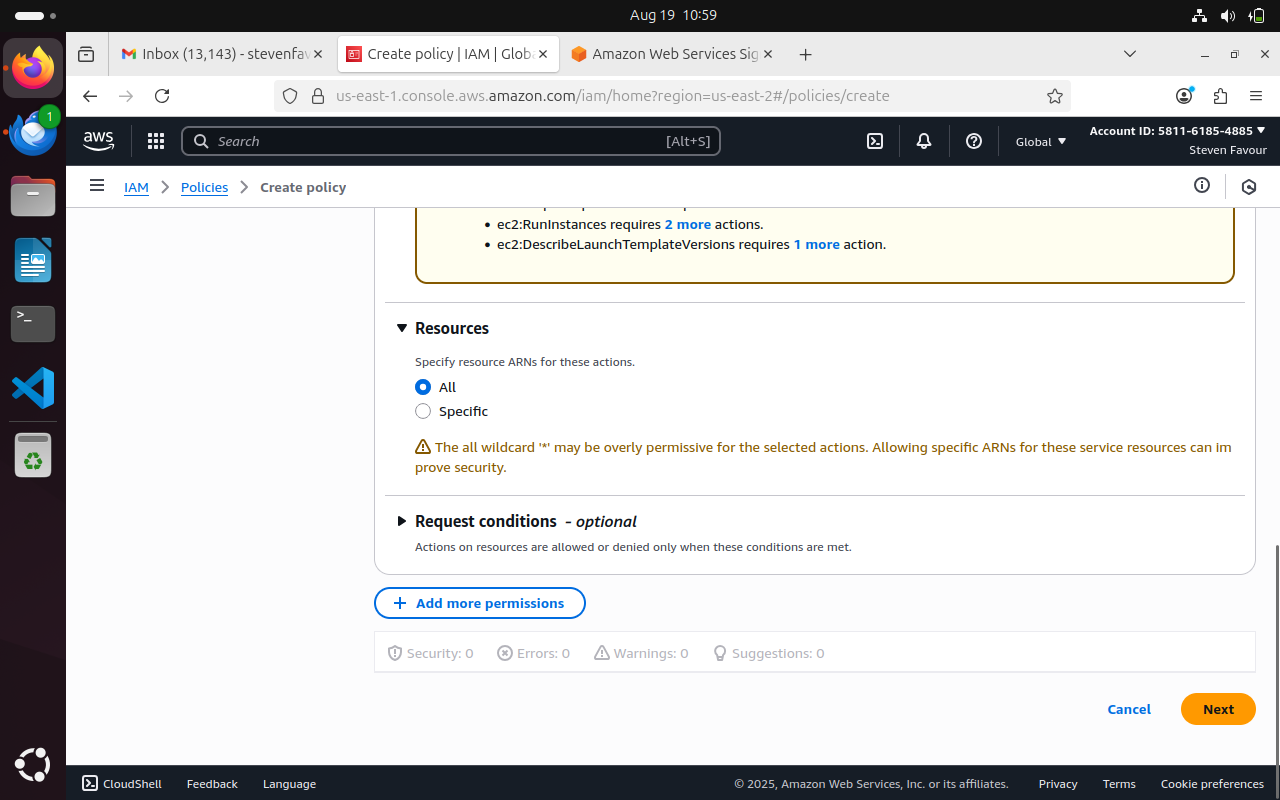 Aug 19 10:59
Inbox (13,143) - stevenfav
Create policy | IAM | Globa
Amazon Web Services Sig
1
us-east-1.console.aws.amazon.com/iam/home?region=us-east-2#/policies/create
aws
Search
[Alt+S]
Global
Account ID: 5811-6185-4885
Steven Favour
IAM
Policies
Create policy
ec2:RunInstances requires 2 more actions.
ec2:DescribeLaunchTemplateVersions requires 1 more action.
Resources
Specify resource ARNs for these actions.
All
Specific
The all wildcard '*' may be overly permissive for the selected actions. Allowing specific ARNs for these service resources can im
prove security.
Request conditions - optional
Actions on resources are allowed or denied only when these conditions are met.
Add more permissions
Security: 0
Errors: 0
Warnings: 0
Suggestions: 0
Cancel
Next
CloudShell
Feedback
Language
© 2025, Amazon Web Services, Inc. or its affiliates.
Privacy
Terms
Cookie preferences